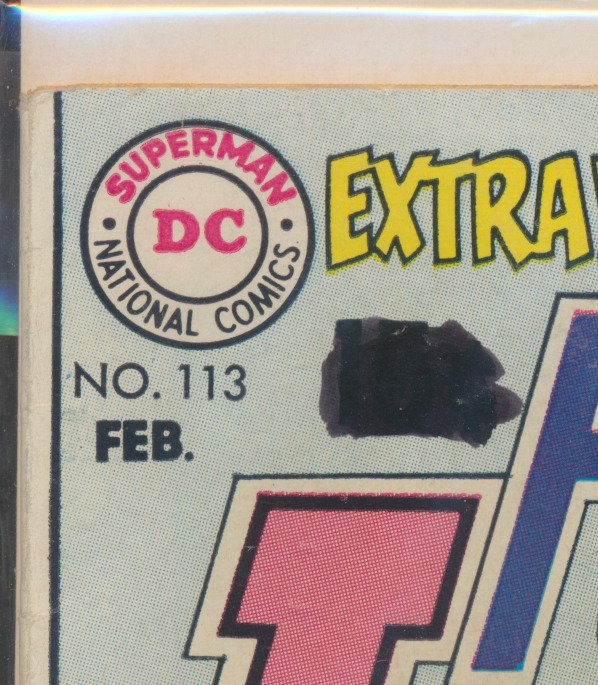 SUPERMAN
DC
NATIONAL COMICS
EXTRA
NO. 113
FEB.